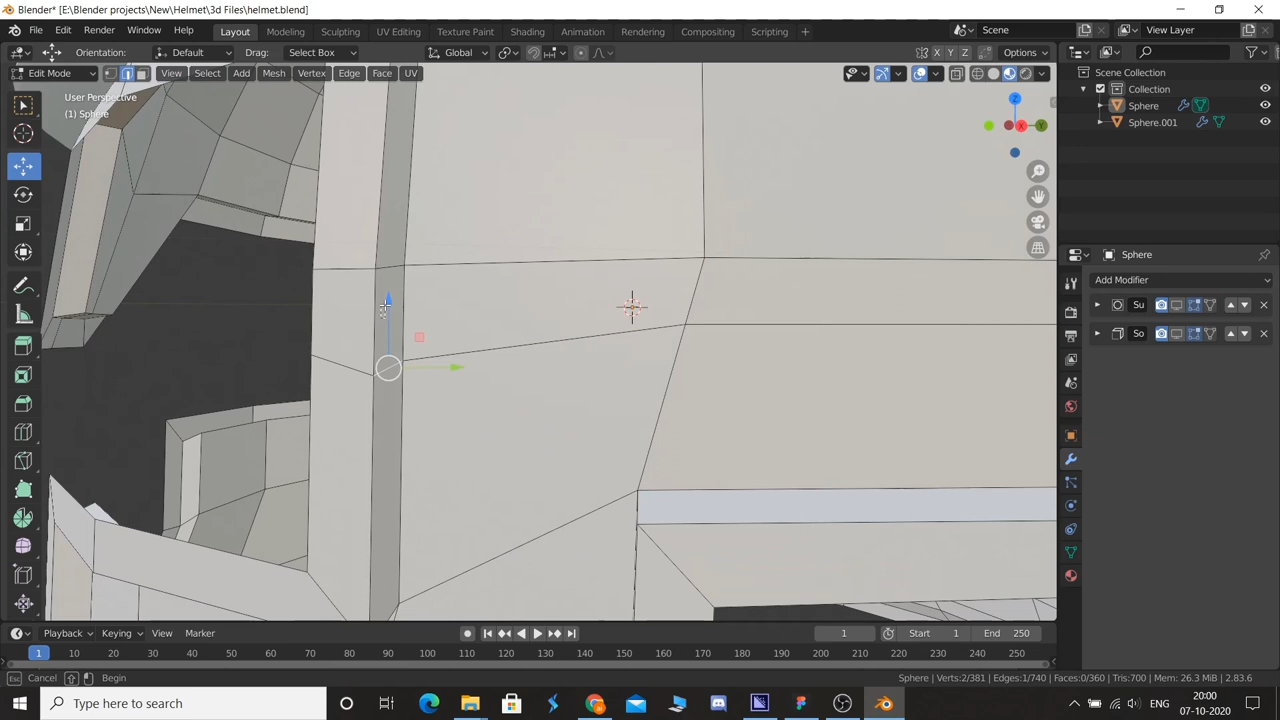 Blender* [E:\Blender projects\New\Helmet\3d Files\helmet.blend]
File Edit Render Window Help Layout Modeling Sculpting UV Editing Texture Paint Shading Animation Rendering Compositing Scripting + Scene View Layer
Orientation: Default Drag: Select Box Global X Y Z Options
Edit Mode View Select Add Mesh Vertex Edge Face UV
Scene Collection
Collection
Sphere
Sphere.001
User Perspective
(1) Sphere
Z
X
Y
Sphere
Add Modifier
Su
So
Playback Keying View Marker 1 Start 1 End 250
1 10 20 30 40 50 60 70 80 90 100 110 120 130 140 150 160 170 180 190 200 210 220 230 240 250
Esc Cancel Begin Sphere | Verts:2/381 | Edges:1/740 | Faces:0/360 | Tris:700 | Mem: 26.3 MiB | 2.83.6
Type here to search
ENG
20:00
07-10-2020